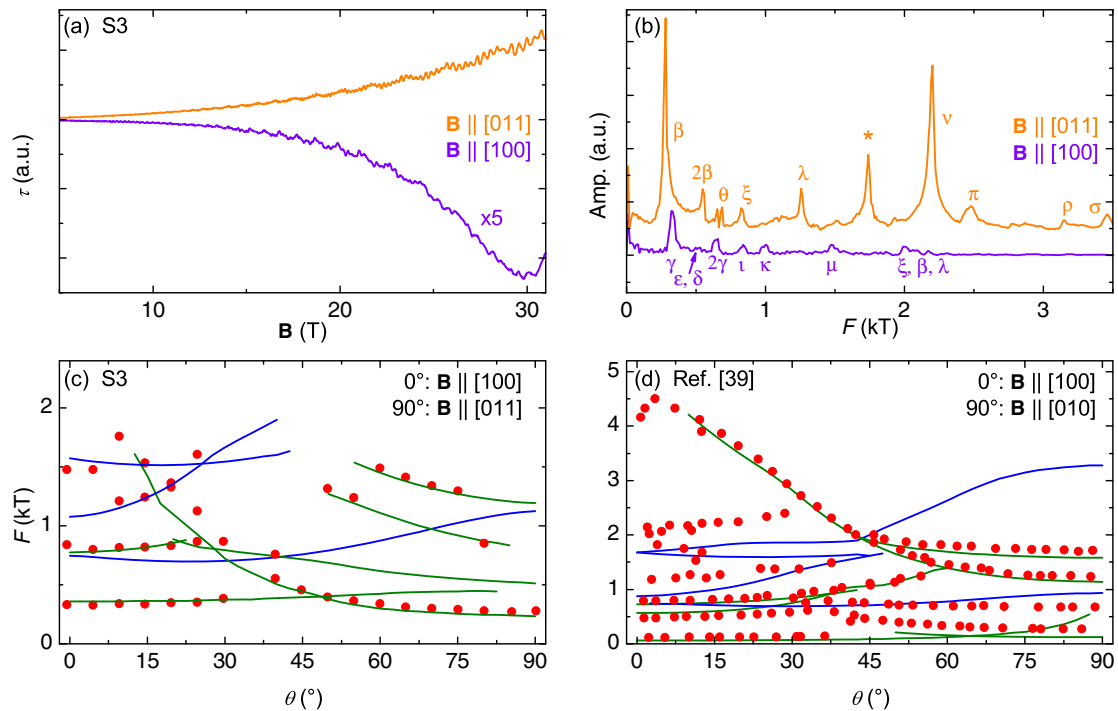 (a) S3
τ (a.u.)
B || [011]
B || [100]
x5
10 20 30
B (T)
(b)
Amp. (a.u.)
B || [011]
B || [100]
β
2β
θ
ξ
λ
*
ν
π
ρ
σ
γ
ε, δ
2γ
ι
κ
μ
ξ, β, λ
0 1 2 3
F (kT)
(c) S3
0°: B || [100]
90°: B || [011]
F (kT)
2
1
0
0 15 30 45 60 75 90
θ (°)
(d) Ref. [39]
0°: B || [100]
90°: B || [010]
F (kT)
5
4
3
2
1
0
0 15 30 45 60 75 90
θ (°)